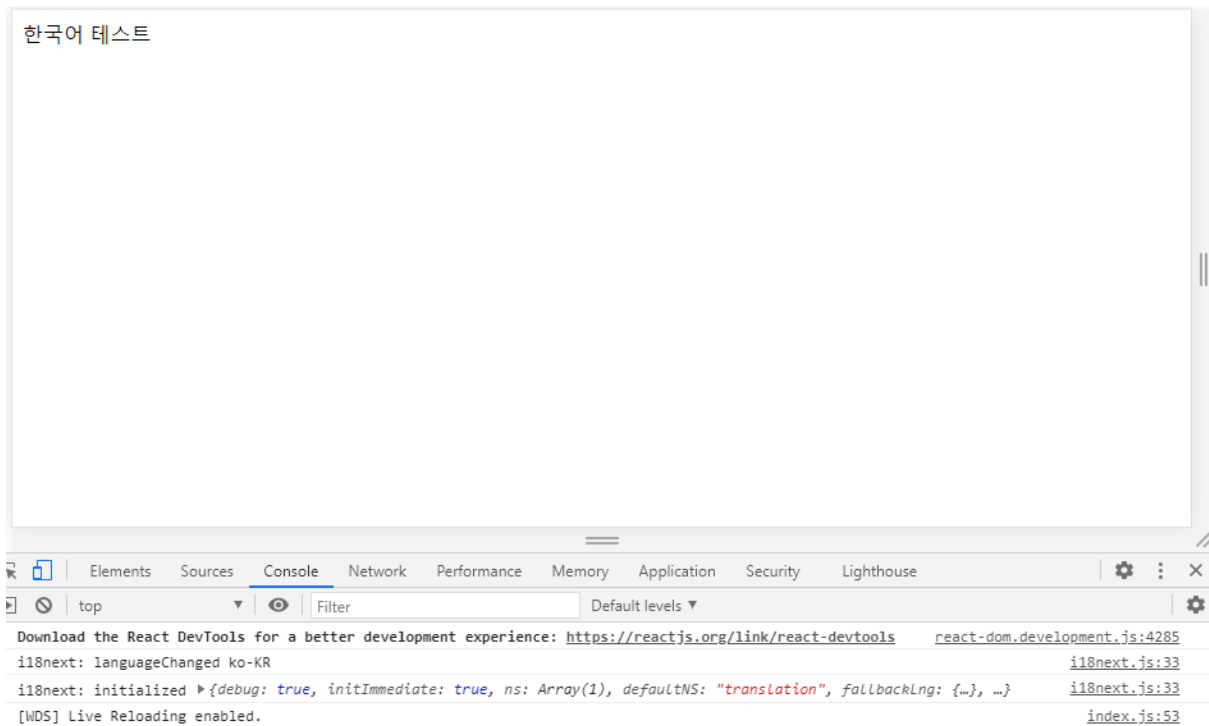 한국어 테스트
Elements Sources Console Network Performance Memory Application Security Lighthouse
top Filter Default levels
Download the React DevTools for a better development experience: https://reactjs.org/link/react-devtools react-dom.development.js:4285
i18next: languageChanged ko-KR i18next.js:33
i18next: initialized {debug: true, initImmediate: true, ns: Array(1), defaultNS: "translation", fallbackLng: {…}, …} i18next.js:33
[WDS] Live Reloading enabled. index.js:53